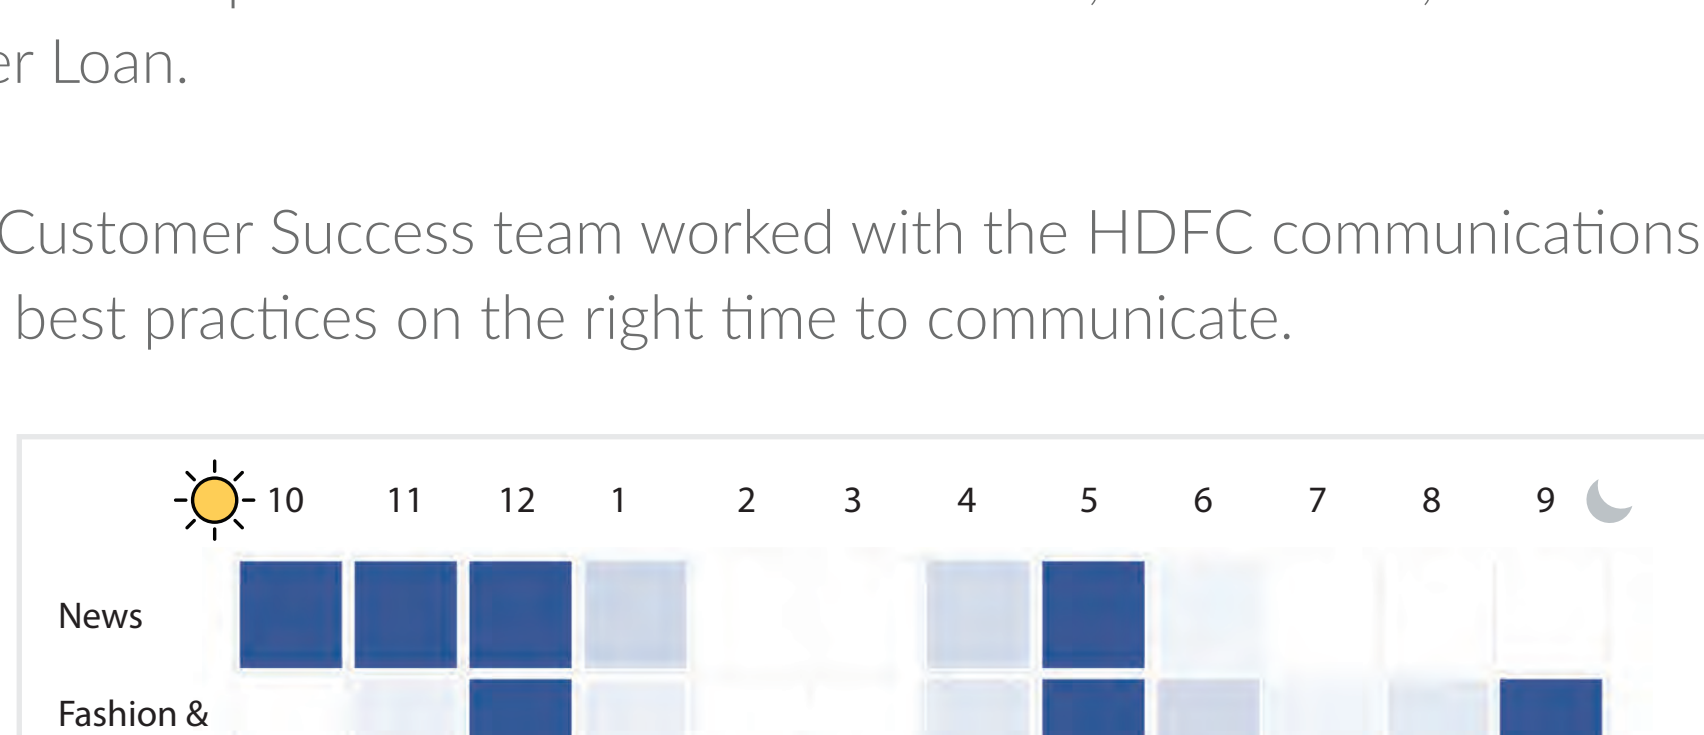 er Loan.
Customer Success team worked with the HDFC communications
best practices on the right time to communicate.
10 11 12 1 2 3 4 5 6 7 8 9
News
Fashion &